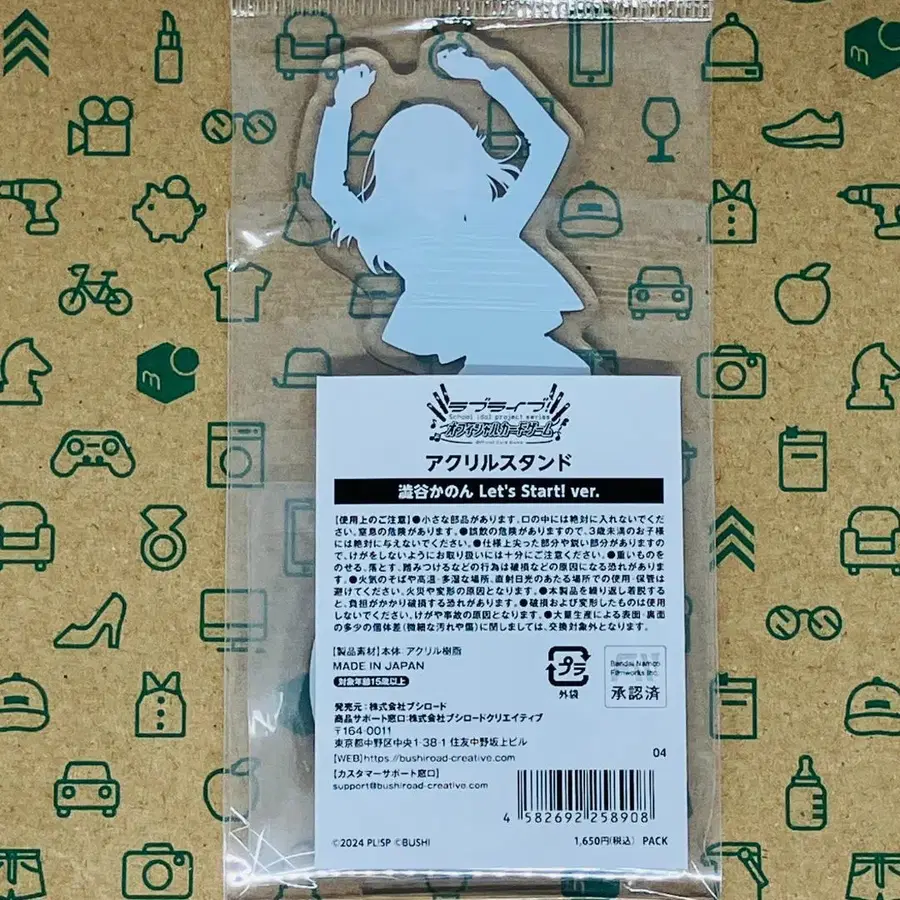 ラブライブ!
School idol project series
オフィシャルカードゲーム
Official Card Game
アクリルスタンド
澁谷かのん Let's Start! ver.
【使用上のご注意】●小さな部品があります。口の中には絶対に入れないでくだ
さい。窒息の危険があります。●誤飲の危険がありますので、3歳未満のお子様
には絶対に与えないでください。●仕様上尖った部分や鋭い部分がありますの
で、けがをしないようにお取り扱いには十分にご注意ください。●重いものを
のせる、落とす、踏みつけるなどの行為は破損などの原因になる恐れがありま
す。●火気のそばや高温・多湿な場所、直射日光のあたる場所での使用・保管は
避けてください。火災や変形の原因となります。●本製品を繰り返し着脱する
と、負担がかかり破損する恐れがあります。●破損および変形したものは使用
しないでください。けがや事故の原因となります。●大量生産による表面・裏面
の多少の個体差(微細な汚れや傷)に関しましては、交換対象外となります。
【製品素材】本体:アクリル樹脂
MADE IN JAPAN
対象年齢15歳以上
プラ
外袋
Bandai Namco
Filmworks Inc.
承認済
発売元:株式会社ブシロード
商品サポート窓口:株式会社ブシロードクリエイティブ
〒164-0011
東京都中野区中央1-38-1 住友中野坂上ビル
【WEB】https://bushiroad-creative.com
04
【カスタマーサポート窓口】
support@bushiroad-creative.com
4 582692 258908
©2024 PL!SP ©BUSHI
1,650円(税込) PACK
m
m
m